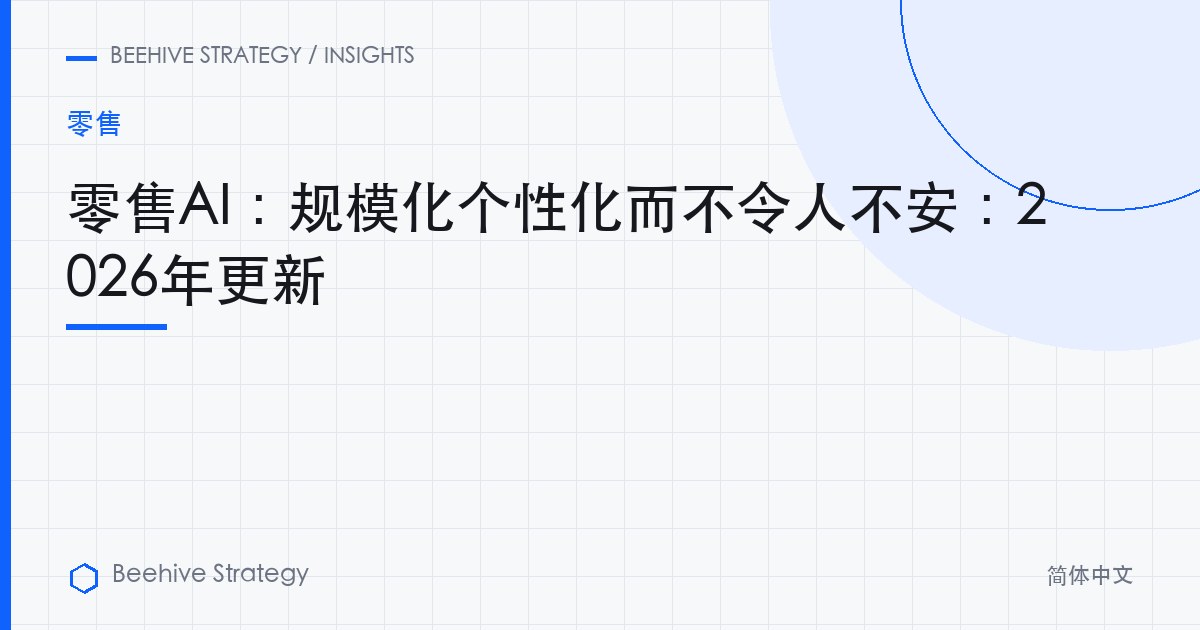 BEEHIVE STRATEGY / INSIGHTS
零售
零售AI：规模化个性化而不令人不安：2
026年更新
Beehive Strategy
简体中文